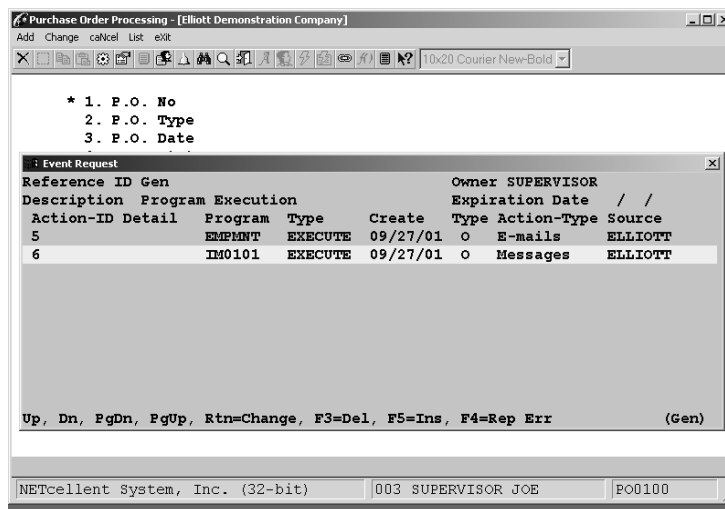 Purchase Order Processing - [Elliott Demonstration Company]
Add Change caNcel List eXit
10x20 Courier New-Bold
* 1. P.O. No
2. P.O. Type
3. P.O. Date
Event Request
Reference ID Gen Owner SUPERVISOR
Description Program Execution Expiration Date / /
Action-ID Detail Program Type Create Type Action-Type Source
5 EMPMNT EXECUTE 09/27/01 O E-mails ELLIOTT
6 IM0101 EXECUTE 09/27/01 O Messages ELLIOTT
Up, Dn, PgDn, PgUp, Rtn=Change, F3=Del, F5=Ins, F4=Rep Err (Gen)
NETcellent System, Inc. (32-bit) 003 SUPERVISOR JOE PO0100